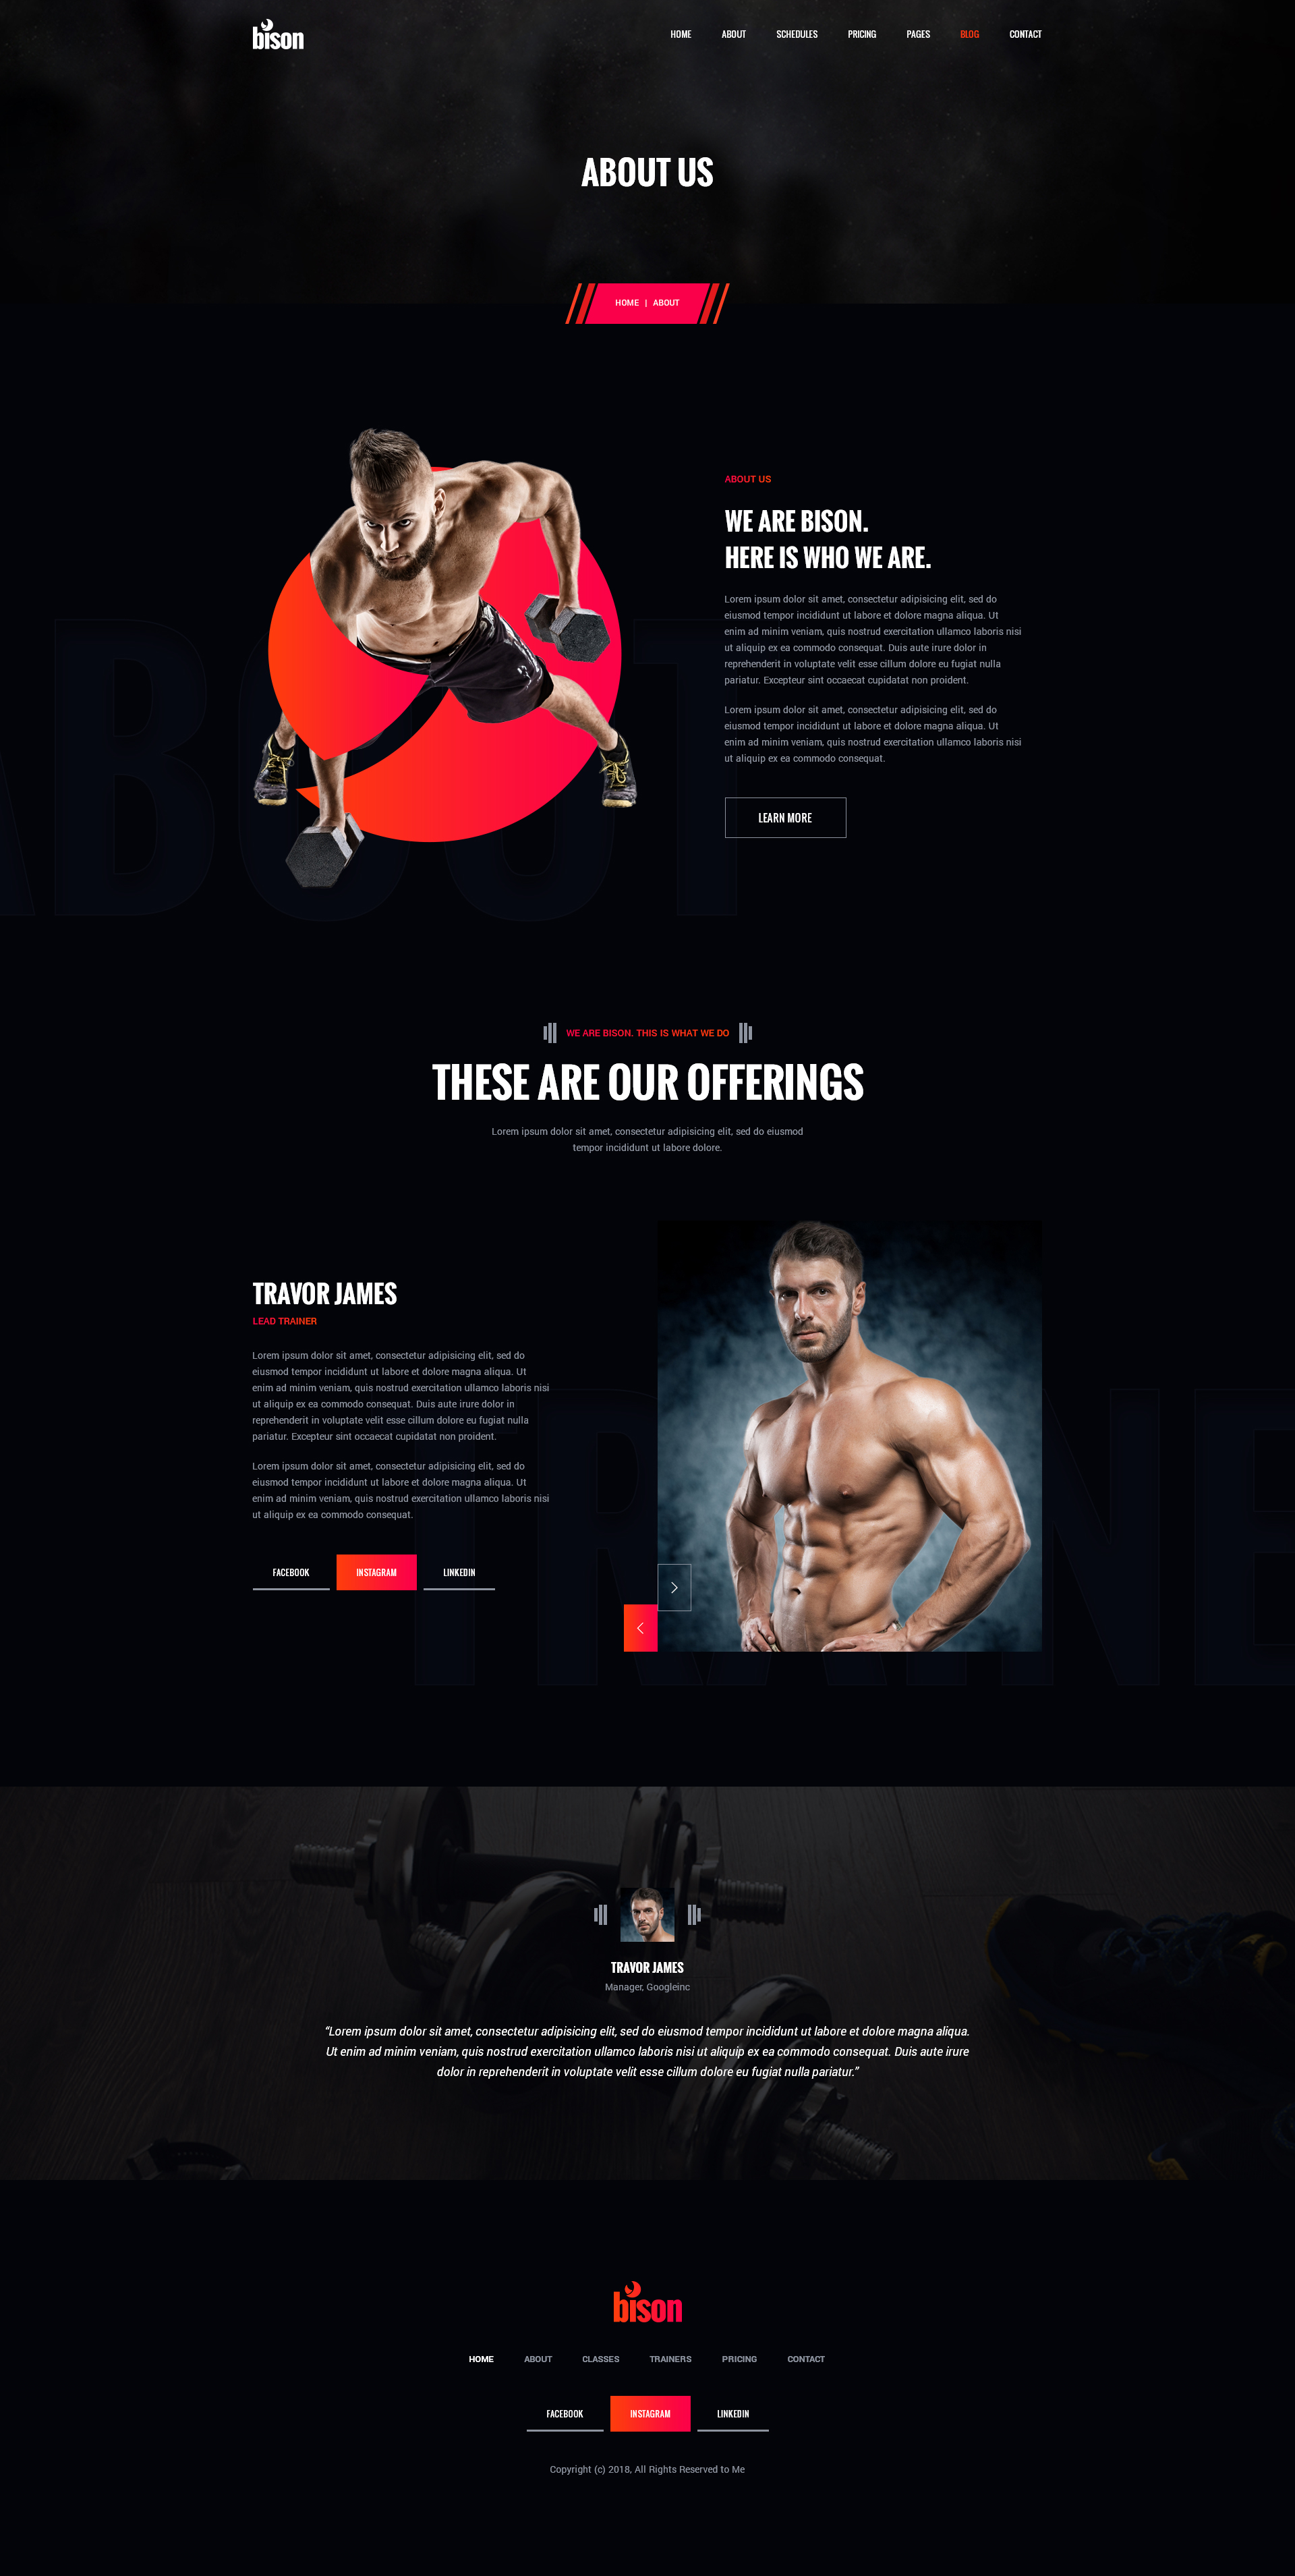 bison
HOME ABOUT SCHEDULES PRICING PAGES BLOG CONTACT
ABOUT US
HOME | ABOUT
ABOUT
ABOUT US
WE ARE BISON.
HERE IS WHO WE ARE.
Lorem ipsum dolor sit amet, consectetur adipisicing elit, sed do
eiusmod tempor incididunt ut labore et dolore magna aliqua. Ut
enim ad minim veniam, quis nostrud exercitation ullamco laboris nisi
ut aliquip ex ea commodo consequat. Duis aute irure dolor in
reprehenderit in voluptate velit esse cillum dolore eu fugiat nulla
pariatur. Excepteur sint occaecat cupidatat non proident.
Lorem ipsum dolor sit amet, consectetur adipisicing elit, sed do
eiusmod tempor incididunt ut labore et dolore magna aliqua. Ut
enim ad minim veniam, quis nostrud exercitation ullamco laboris nisi
ut aliquip ex ea commodo consequat.
LEARN MORE
WE ARE BISON. THIS IS WHAT WE DO
THESE ARE OUR OFFERINGS
Lorem ipsum dolor sit amet, consectetur adipisicing elit, sed do eiusmod
tempor incididunt ut labore dolore.
TRAVOR JAMES
LEAD TRAINER
Lorem ipsum dolor sit amet, consectetur adipisicing elit, sed do
eiusmod tempor incididunt ut labore et dolore magna aliqua. Ut
enim ad minim veniam, quis nostrud exercitation ullamco laboris nisi
ut aliquip ex ea commodo consequat. Duis aute irure dolor in
reprehenderit in voluptate velit esse cillum dolore eu fugiat nulla
pariatur. Excepteur sint occaecat cupidatat non proident.
Lorem ipsum dolor sit amet, consectetur adipisicing elit, sed do
eiusmod tempor incididunt ut labore et dolore magna aliqua. Ut
enim ad minim veniam, quis nostrud exercitation ullamco laboris nisi
ut aliquip ex ea commodo consequat.
FACEBOOK INSTAGRAM LINKEDIN
TRAINE
TRAVOR JAMES
Manager, Googleinc
“Lorem ipsum dolor sit amet, consectetur adipisicing elit, sed do eiusmod tempor incididunt ut labore et dolore magna aliqua.
Ut enim ad minim veniam, quis nostrud exercitation ullamco laboris nisi ut aliquip ex ea commodo consequat. Duis aute irure
dolor in reprehenderit in voluptate velit esse cillum dolore eu fugiat nulla pariatur.”
bison
HOME ABOUT CLASSES TRAINERS PRICING CONTACT
FACEBOOK INSTAGRAM LINKEDIN
Copyright (c) 2018, All Rights Reserved to Me